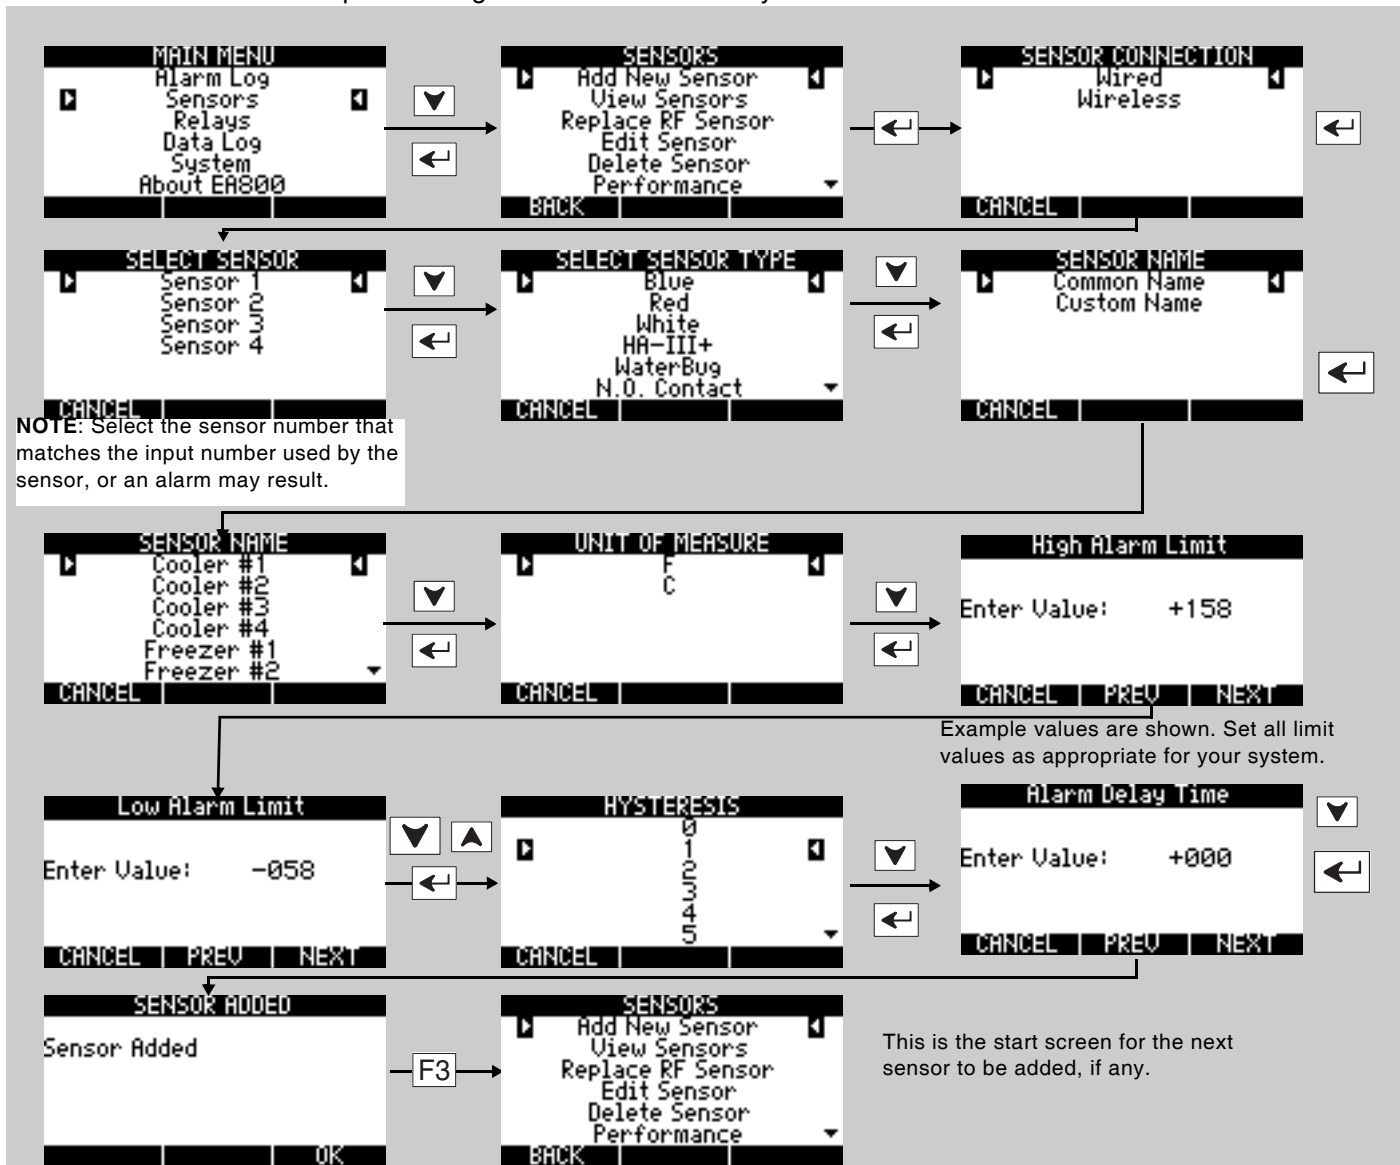 MAIN MENU
Alarm Log
Sensors
Relays
Data Log
System
About EA800
SENSORS
Add New Sensor
View Sensors
Replace RF Sensor
Edit Sensor
Delete Sensor
Performance
BACK
SENSOR CONNECTION
Wired
Wireless
CANCEL
SELECT SENSOR
Sensor 1
Sensor 2
Sensor 3
Sensor 4
CANCEL
NOTE: Select the sensor number that
matches the input number used by the
sensor, or an alarm may result.
SELECT SENSOR TYPE
Blue
Red
White
HA-III+
WaterBug
N.O. Contact
CANCEL
SENSOR NAME
Common Name
Custom Name
CANCEL
SENSOR NAME
Cooler #1
Cooler #2
Cooler #3
Cooler #4
Freezer #1
Freezer #2
CANCEL
UNIT OF MEASURE
F
C
CANCEL
High Alarm Limit
Enter Value: +158
CANCEL PREV NEXT
Example values are shown. Set all limit
values as appropriate for your system.
Low Alarm Limit
Enter Value: -058
CANCEL PREV NEXT
HYSTERESIS
0
1
2
3
4
5
CANCEL
Alarm Delay Time
Enter Value: +000
CANCEL PREV NEXT
SENSOR ADDED
Sensor Added
OK
F3
SENSORS
Add New Sensor
View Sensors
Replace RF Sensor
Edit Sensor
Delete Sensor
Performance
BACK
This is the start screen for the next
sensor to be added, if any.